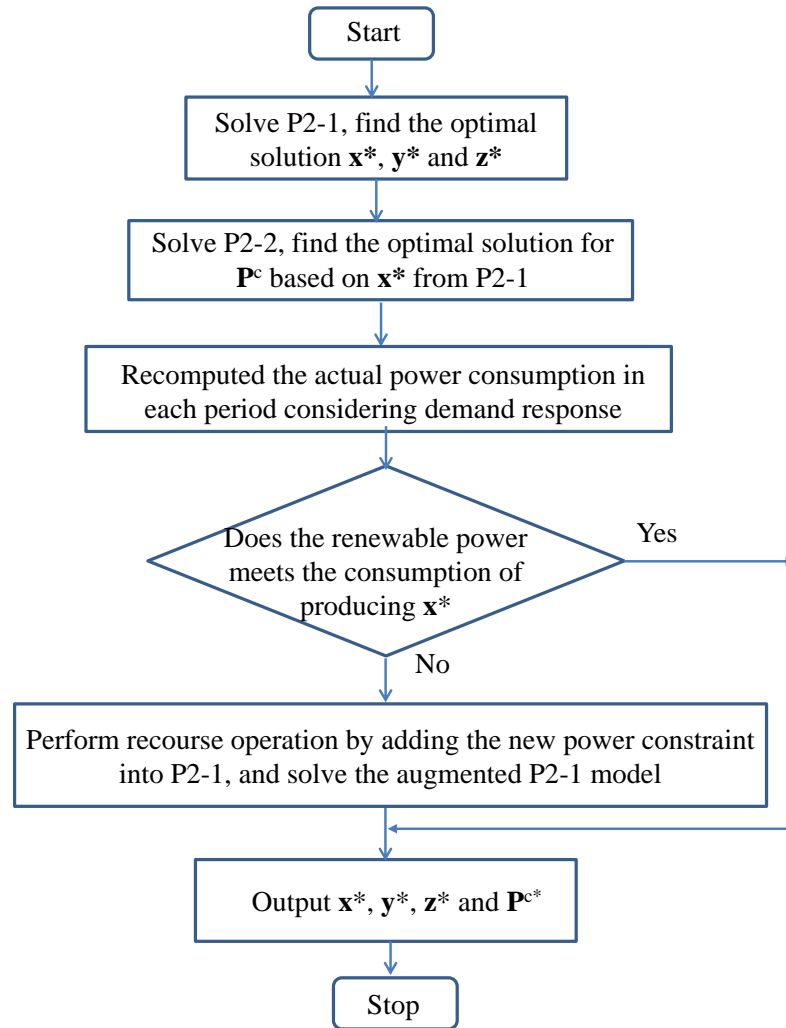 Start
Solve P2-1, find the optimal
solution x*, y* and z*
Solve P2-2, find the optimal solution for
Pᶜ based on x* from P2-1
Recomputed the actual power consumption in
each period considering demand response
Does the renewable power
meets the consumption of
producing x*
Yes
No
Perform recourse operation by adding the new power constraint
into P2-1, and solve the augmented P2-1 model
Output x*, y*, z* and Pᶜ*
Stop